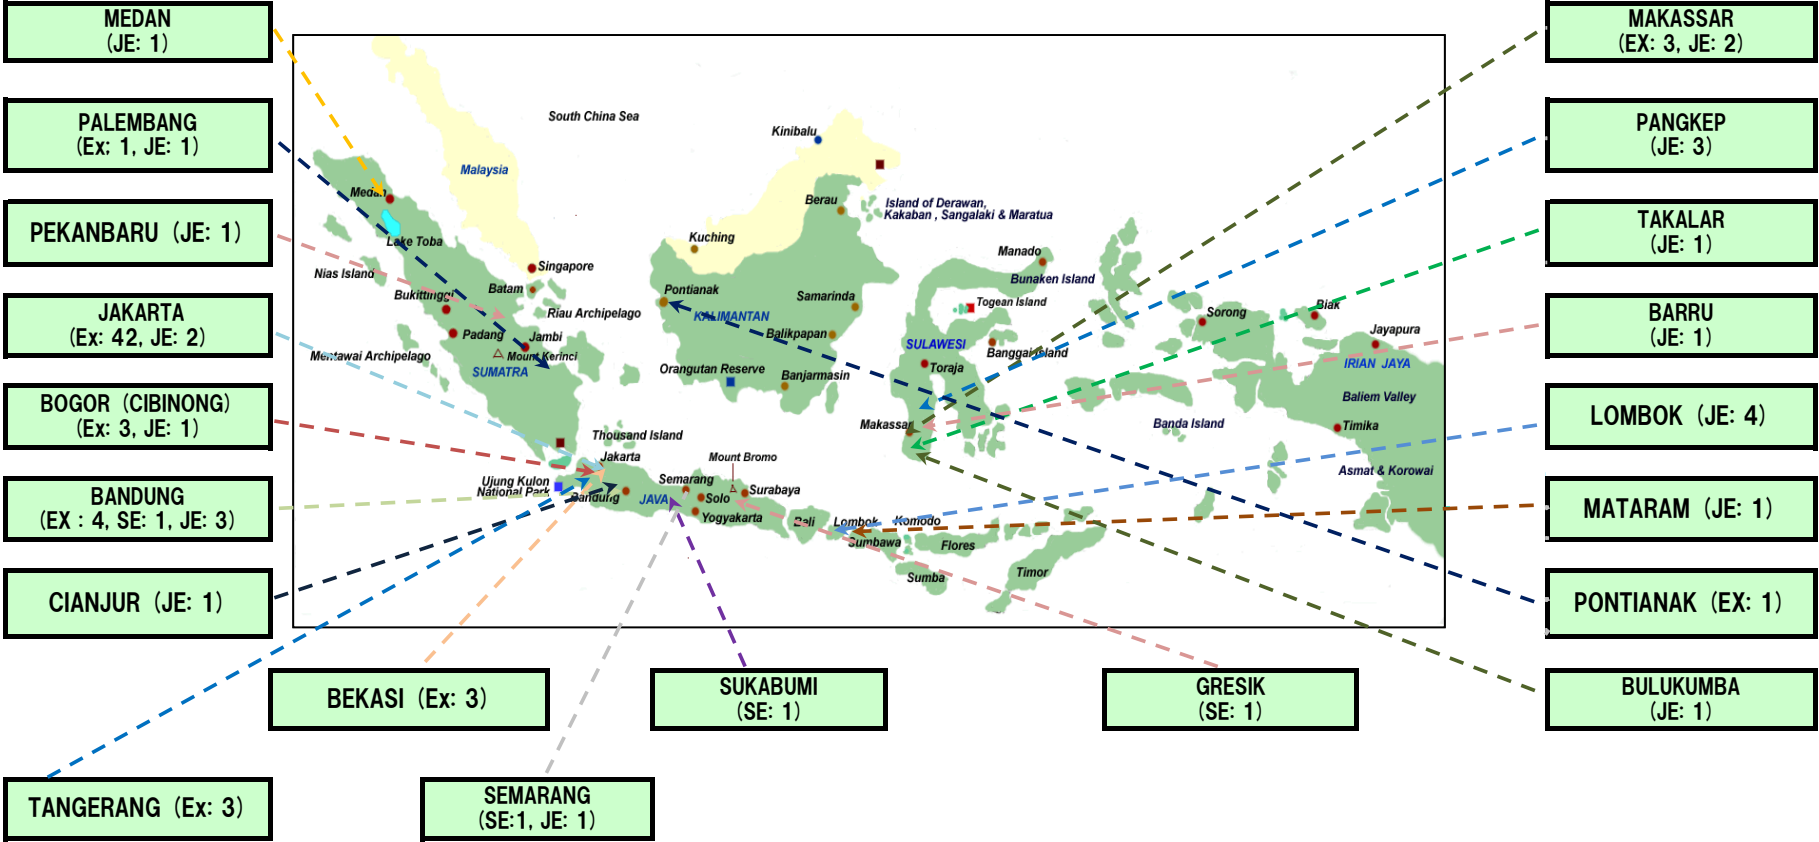 MEDAN
(JE: 1)
PALEMBANG
(Ex: 1, JE: 1)
PEKANBARU (JE: 1)
JAKARTA
(Ex: 42, JE: 2)
BOGOR (CIBINONG)
(Ex: 3, JE: 1)
BANDUNG
(EX : 4, SE: 1, JE: 3)
CIANJUR (JE: 1)
TANGERANG (Ex: 3)
BEKASI (Ex: 3)
SEMARANG
(SE:1, JE: 1)
SUKABUMI
(SE: 1)
GRESIK
(SE: 1)
MAKASSAR
(EX: 3, JE: 2)
PANGKEP
(JE: 3)
TAKALAR
(JE: 1)
BARRU
(JE: 1)
LOMBOK (JE: 4)
MATARAM (JE: 1)
PONTIANAK (EX: 1)
BULUKUMBA
(JE: 1)
South China Sea
Malaysia
Kinibalu
Medan
Lake Toba
Nias Island
Bukittinggi
Singapore
Batam
Riau Archipelago
Padang
Jambi
Mount Kerinci
Mentawai Archipelago
SUMATRA
Kuching
Berau
Island of Derawan,
Kakaban , Sangalaki & Maratua
Pontianak
KALIMANTAN
Samarinda
Balikpapan
Orangutan Reserve
Banjarmasin
Manado
Bunaken Island
Togean Island
SULAWESI
Banggai Island
Toraja
Makassar
Sorong
Biak
Jayapura
IRIAN JAYA
Baliem Valley
Timika
Banda Island
Asmat & Korowai
Thousand Island
Jakarta
Ujung Kulon
National Park
Bandung
JAVA
Semarang
Solo
Yogyakarta
Mount Bromo
Surabaya
Bali
Lombok
Komodo
Sumbawa
Flores
Sumba
Timor